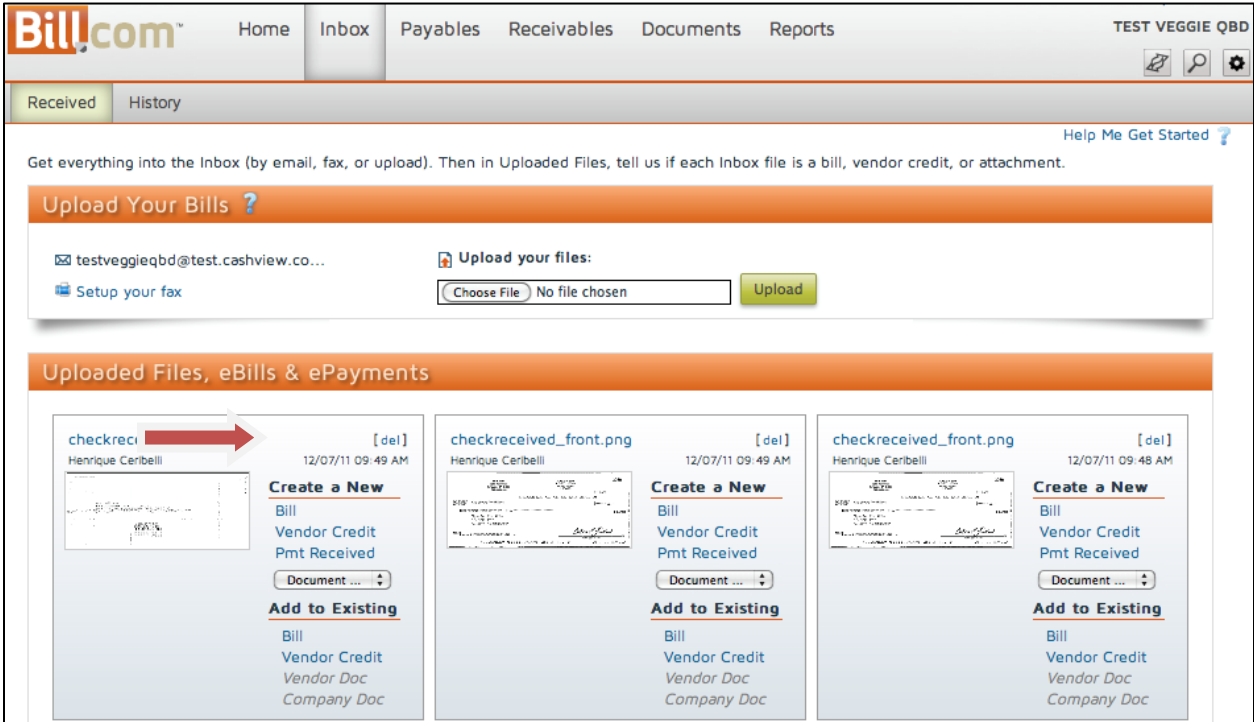 Bill.com™ Home Inbox Payables Receivables Documents Reports TEST VEGGIE QBD
Received History
Help Me Get Started ?
Get everything into the Inbox (by email, fax, or upload). Then in Uploaded Files, tell us if each Inbox file is a bill, vendor credit, or attachment.
Upload Your Bills ?
testveggieqbd@test.cashview.co... Upload your files:
Setup your fax Choose File No file chosen Upload
Uploaded Files, eBills & ePayments
checkrece [del] checkreceived_front.png [del] checkreceived_front.png [del]
Henrique Ceribelli 12/07/11 09:49 AM Henrique Ceribelli 12/07/11 09:49 AM Henrique Ceribelli 12/07/11 09:48 AM
Create a New Create a New Create a New
Bill Bill Bill
Vendor Credit Vendor Credit Vendor Credit
Pmt Received Pmt Received Pmt Received
Document ... Document ... Document ...
Add to Existing Add to Existing Add to Existing
Bill Bill Bill
Vendor Credit Vendor Credit Vendor Credit
Vendor Doc Vendor Doc Vendor Doc
Company Doc Company Doc Company Doc